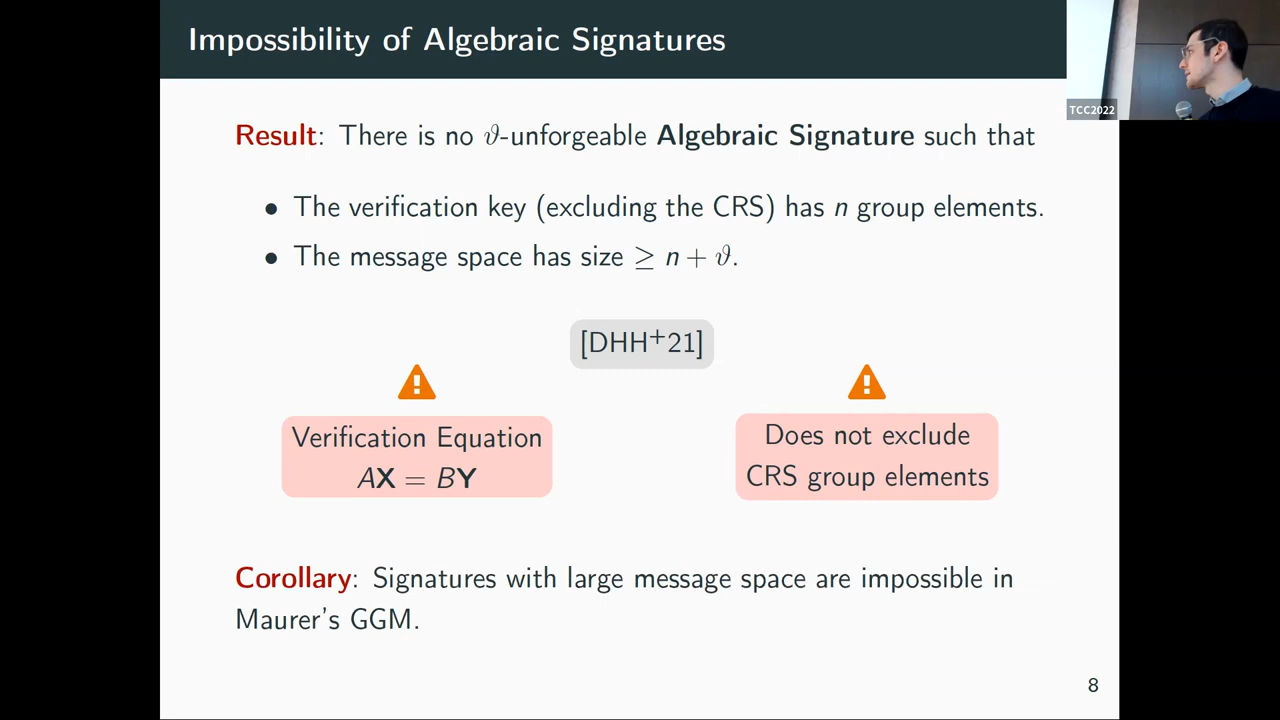 Impossibility of Algebraic Signatures
TCC2022
Result: There is no ϑ-unforgeable Algebraic Signature such that
• The verification key (excluding the CRS) has n group elements.
• The message space has size ≥ n + ϑ.
[DHH+21]
Verification Equation
AX = BY
Does not exclude
CRS group elements
Corollary: Signatures with large message space are impossible in
Maurer's GGM.
8